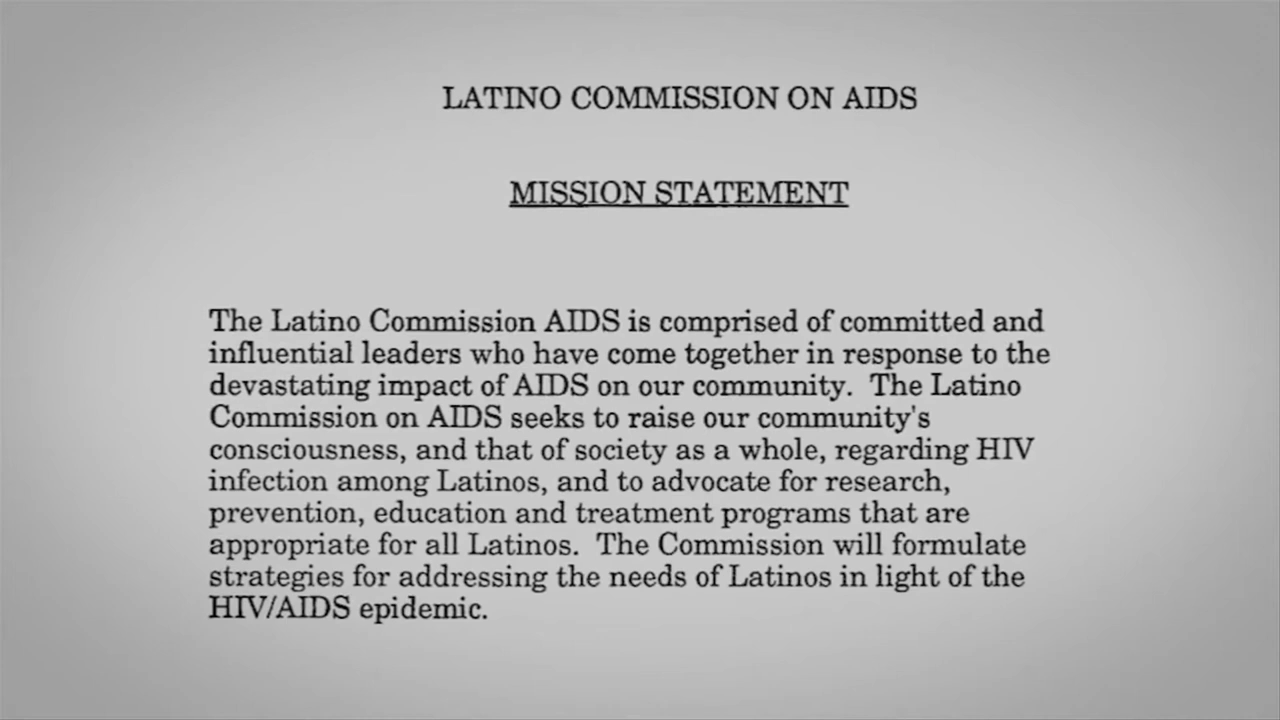 LATINO COMMISSION ON AIDS
MISSION STATEMENT
The Latino Commission AIDS is comprised of committed and
influential leaders who have come together in response to the
devastating impact of AIDS on our community.  The Latino
Commission on AIDS seeks to raise our community's
consciousness, and that of society as a whole, regarding HIV
infection among Latinos, and to advocate for research,
prevention, education and treatment programs that are
appropriate for all Latinos.  The Commission will formulate
strategies for addressing the needs of Latinos in light of the
HIV/AIDS epidemic.